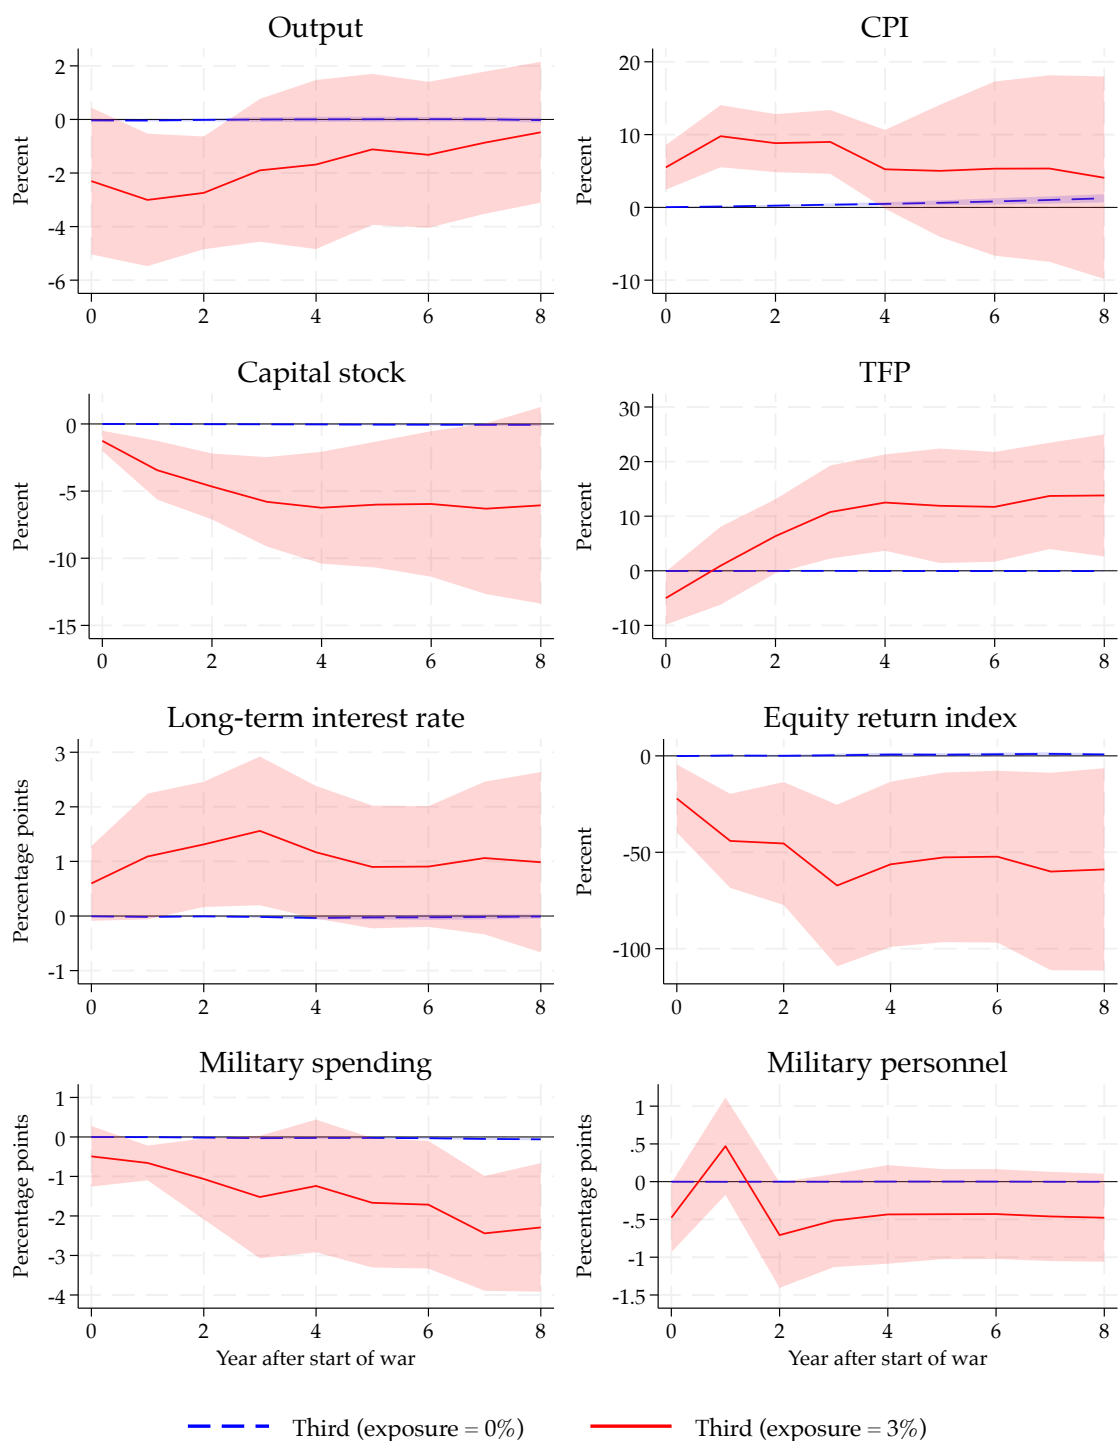 Output
Percent
2
0
-2
-4
-6
0 2 4 6 8
CPI
Percent
20
10
0
-10
0 2 4 6 8
Capital stock
Percent
0
-5
-10
-15
0 2 4 6 8
TFP
Percent
30
20
10
0
-10
0 2 4 6 8
Long-term interest rate
Percentage points
3
2
1
0
-1
0 2 4 6 8
Equity return index
Percent
0
-50
-100
0 2 4 6 8
Military spending
Percentage points
1
0
-1
-2
-3
-4
0 2 4 6 8
Year after start of war
Military personnel
Percentage points
1
.5
0
-.5
-1
-1.5
0 2 4 6 8
Year after start of war
Third (exposure = 0%) Third (exposure = 3%)